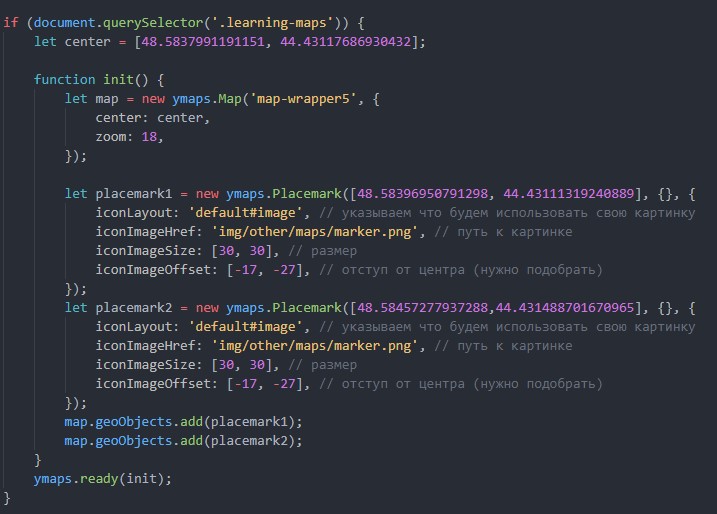 if (document.querySelector('.learning-maps')) {
let center = [48.5837991191151, 44.43117686930432];
function init() {
let map = new ymaps.Map('map-wrapper5', {
center: center,
zoom: 18,
});
let placemark1 = new ymaps.Placemark([48.58396950791298, 44.43111319240889], {}, {
iconLayout: 'default#image', // указываем что будем использовать свою картинку
iconImageHref: 'img/other/maps/marker.png', // путь к картинке
iconImageSize: [30, 30], // размер
iconImageOffset: [-17, -27], // отступ от центра (нужно подобрать)
});
let placemark2 = new ymaps.Placemark([48.58457277937288,44.431488701670965], {}, {
iconLayout: 'default#image', // указываем что будем использовать свою картинку
iconImageHref: 'img/other/maps/marker.png', // путь к картинке
iconImageSize: [30, 30], // размер
iconImageOffset: [-17, -27], // отступ от центра (нужно подобрать)
});
map.geoObjects.add(placemark1);
map.geoObjects.add(placemark2);
}
ymaps.ready(init);
}